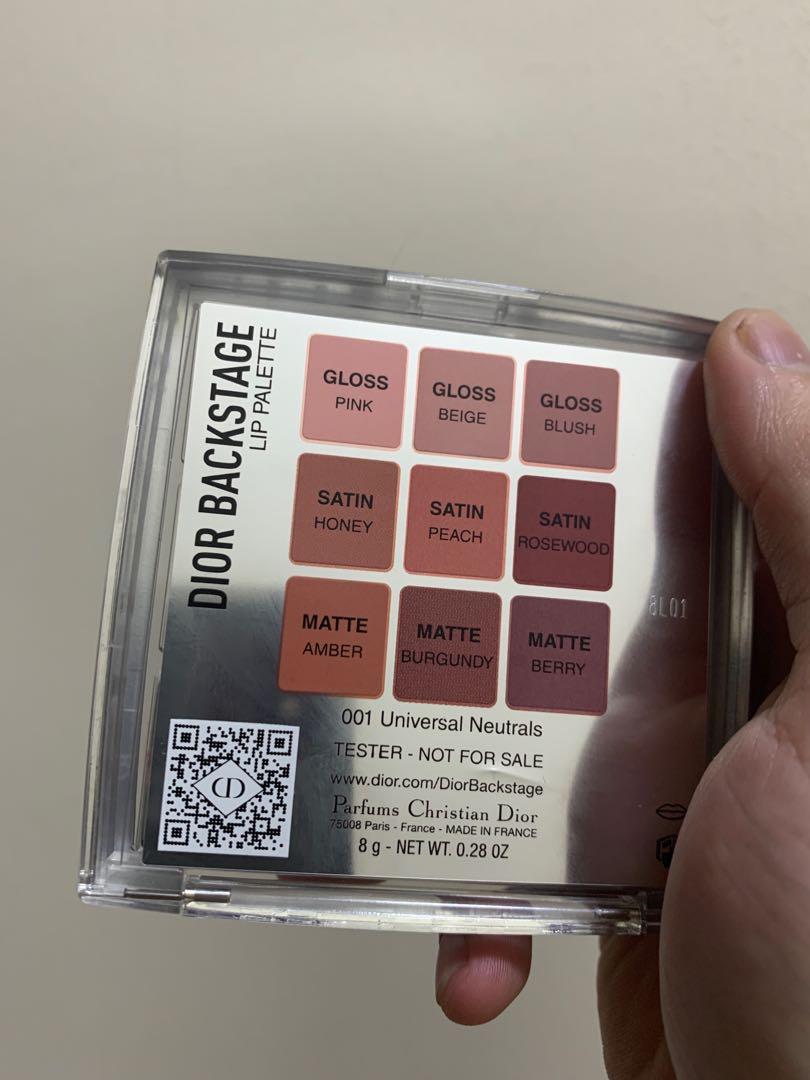 DIOR BACKSTAGE
LIP PALETTE
GLOSS
PINK
GLOSS
BEIGE
GLOSS
BLUSH
SATIN
HONEY
SATIN
PEACH
SATIN
ROSEWOOD
MATTE
AMBER
MATTE
BURGUNDY
MATTE
BERRY
8L01
001 Universal Neutrals
TESTER - NOT FOR SALE
www.dior.com/DiorBackstage
Parfums Christian Dior
75008 Paris - France - MADE IN FRANCE
8 g - NET WT. 0.28 OZ
CD